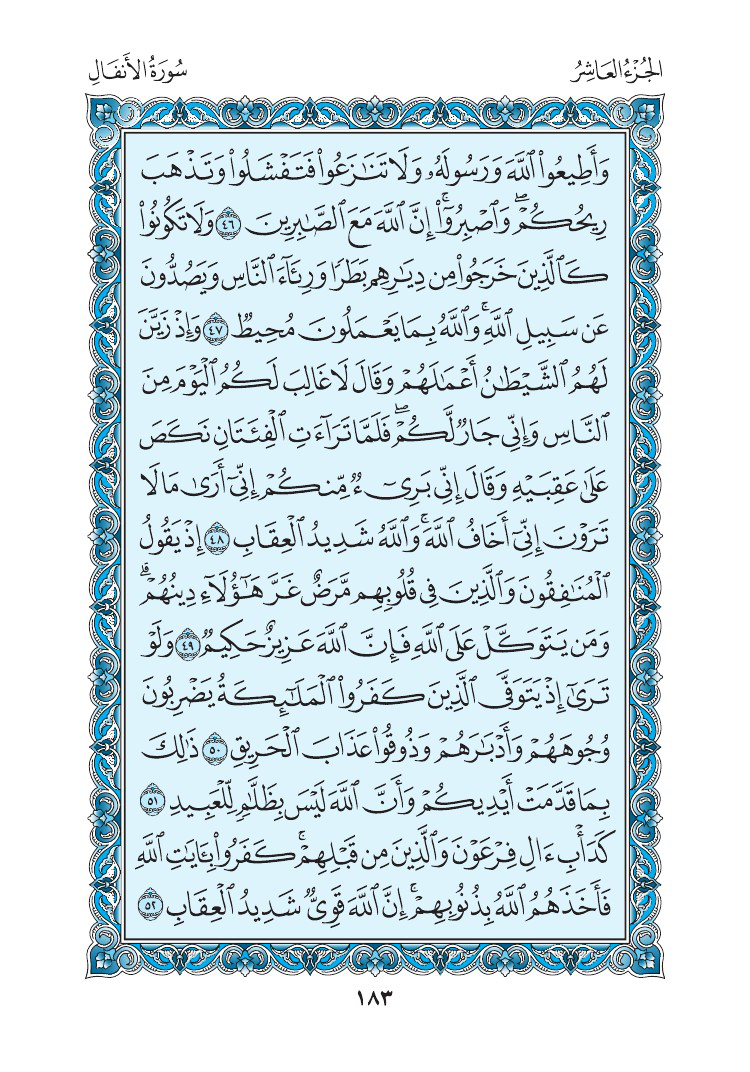 الجُزْءُ العَاشِرُ
سُورَةُ الأَنفَالِ
وَأَطِيعُوا۟ ٱللَّهَ وَرَسُولَهُۥ وَلَا تَنَٰزَعُوا۟ فَتَفْشَلُوا۟ وَتَذْهَبَ
رِيحُكُمْۖ وَٱصْبِرُوٓا۟ۚ إِنَّ ٱللَّهَ مَعَ ٱلصَّٰبِرِينَ ٤٦ وَلَا تَكُونُوا۟
كَٱلَّذِينَ خَرَجُوا۟ مِن دِيَٰرِهِم بَطَرًا وَرِئَآءَ ٱلنَّاسِ وَيَصُدُّونَ
عَن سَبِيلِ ٱللَّهِۚ وَٱللَّهُ بِمَا يَعْمَلُونَ مُحِيطٌ ٤٧ وَإِذْ زَيَّنَ
لَهُمُ ٱلشَّيْطَٰنُ أَعْمَٰلَهُمْ وَقَالَ لَا غَالِبَ لَكُمُ ٱلْيَوْمَ مِنَ
ٱلنَّاسِ وَإِنِّى جَارٌ لَّكُمْۖ فَلَمَّا تَرَآءَتِ ٱلْفِئَتَانِ نَكَصَ
عَلَىٰ عَقِبَيْهِ وَقَالَ إِنِّى بَرِىٓءٌ مِّنكُمْ إِنِّىٓ أَرَىٰ مَا لَا
تَرَوْنَ إِنِّىٓ أَخَافُ ٱللَّهَۚ وَٱللَّهُ شَدِيدُ ٱلْعِقَابِ ٤٨ إِذْ يَقُولُ
ٱلْمُنَٰفِقُونَ وَٱلَّذِينَ فِى قُلُوبِهِم مَّرَضٌ غَرَّ هَٰٓؤُلَآءِ دِينُهُمْۗ
وَمَن يَتَوَكَّلْ عَلَى ٱللَّهِ فَإِنَّ ٱللَّهَ عَزِيزٌ حَكِيمٌ ٤٩ وَلَوْ
تَرَىٰٓ إِذْ يَتَوَفَّى ٱلَّذِينَ كَفَرُوا۟ ٱلْمَلَٰٓئِكَةُ يَضْرِبُونَ
وُجُوهَهُمْ وَأَدْبَٰرَهُمْ وَذُوقُوا۟ عَذَابَ ٱلْحَرِيقِ ٥٠ ذَٰلِكَ
بِمَا قَدَّمَتْ أَيْدِيكُمْ وَأَنَّ ٱللَّهَ لَيْسَ بِظَلَّٰمٍ لِّلْعَبِيدِ ٥١
كَدَأْبِ ءَالِ فِرْعَوْنَ وَٱلَّذِينَ مِن قَبْلِهِمْۚ كَفَرُوا۟ بِـَٔايَٰتِ ٱللَّهِ
فَأَخَذَهُمُ ٱللَّهُ بِذُنُوبِهِمْۚ إِنَّ ٱللَّهَ قَوِىٌّ شَدِيدُ ٱلْعِقَابِ ٥٢
١٨٣